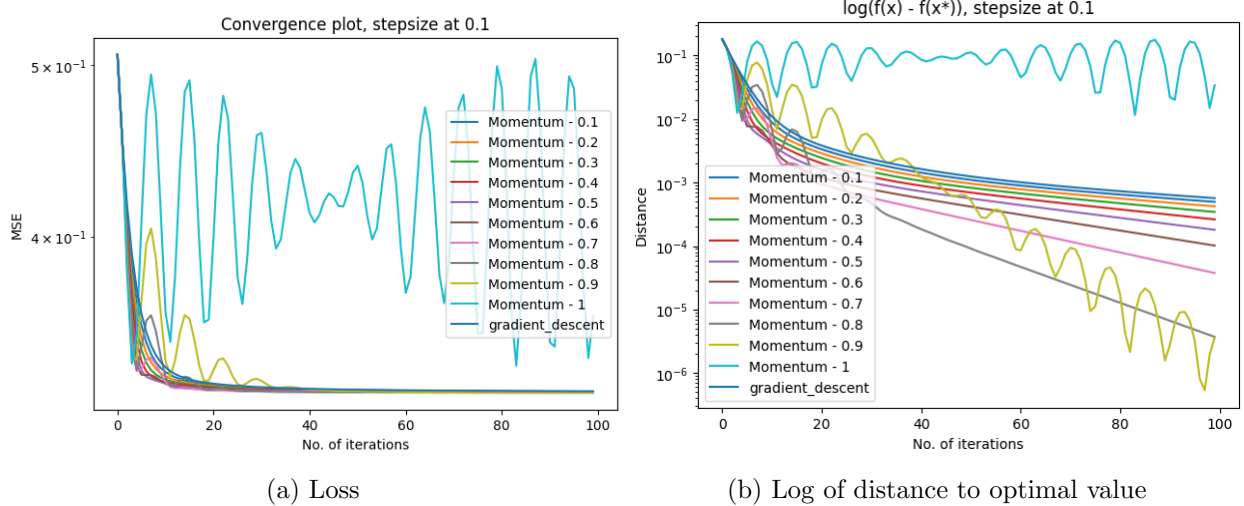 Convergence plot, stepsize at 0.1
5 × 10⁻¹
4 × 10⁻¹
MSE
Momentum - 0.1
Momentum - 0.2
Momentum - 0.3
Momentum - 0.4
Momentum - 0.5
Momentum - 0.6
Momentum - 0.7
Momentum - 0.8
Momentum - 0.9
Momentum - 1
gradient_descent
0 20 40 60 80 100
No. of iterations
(a) Loss
log(f(x) - f(x*)), stepsize at 0.1
10⁻¹
10⁻²
10⁻³
10⁻⁴
10⁻⁵
10⁻⁶
Distance
Momentum - 0.1
Momentum - 0.2
Momentum - 0.3
Momentum - 0.4
Momentum - 0.5
Momentum - 0.6
Momentum - 0.7
Momentum - 0.8
Momentum - 0.9
Momentum - 1
gradient_descent
0 20 40 60 80 100
No. of iterations
(b) Log of distance to optimal value